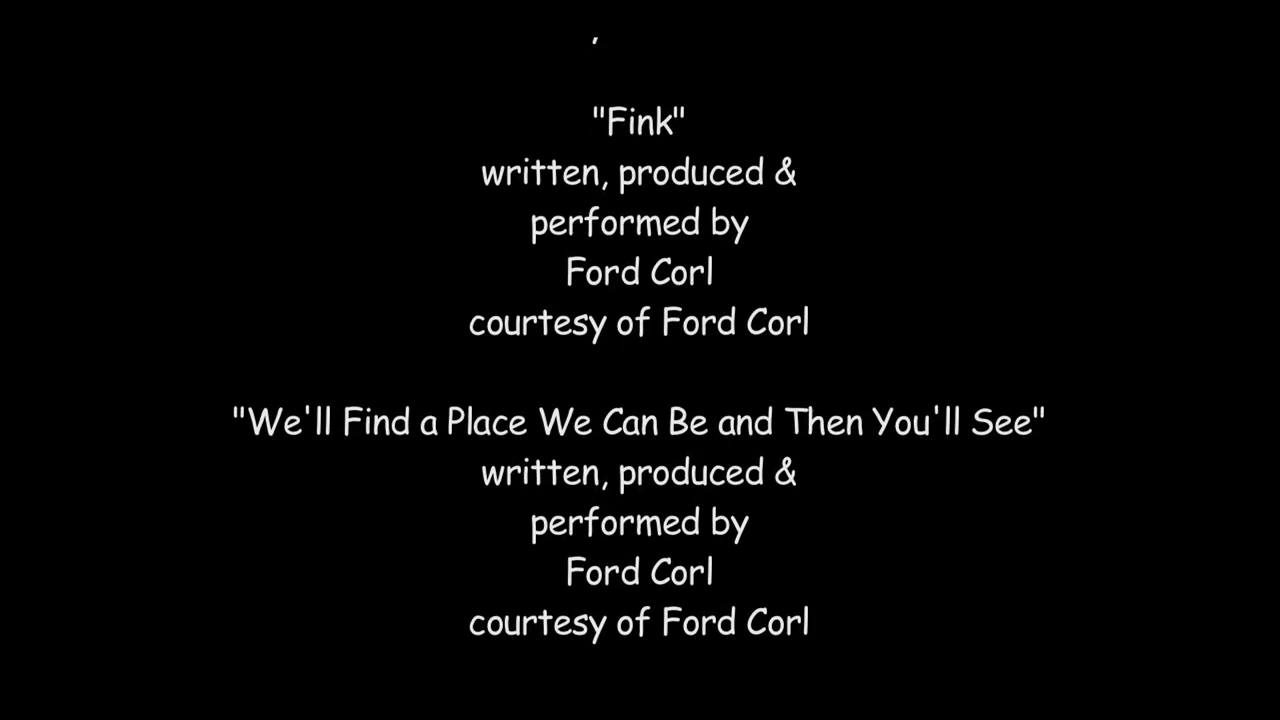 "Fink"
written, produced &
performed by
Ford Corl
courtesy of Ford Corl
"We'll Find a Place We Can Be and Then You'll See"
written, produced &
performed by
Ford Corl
courtesy of Ford Corl